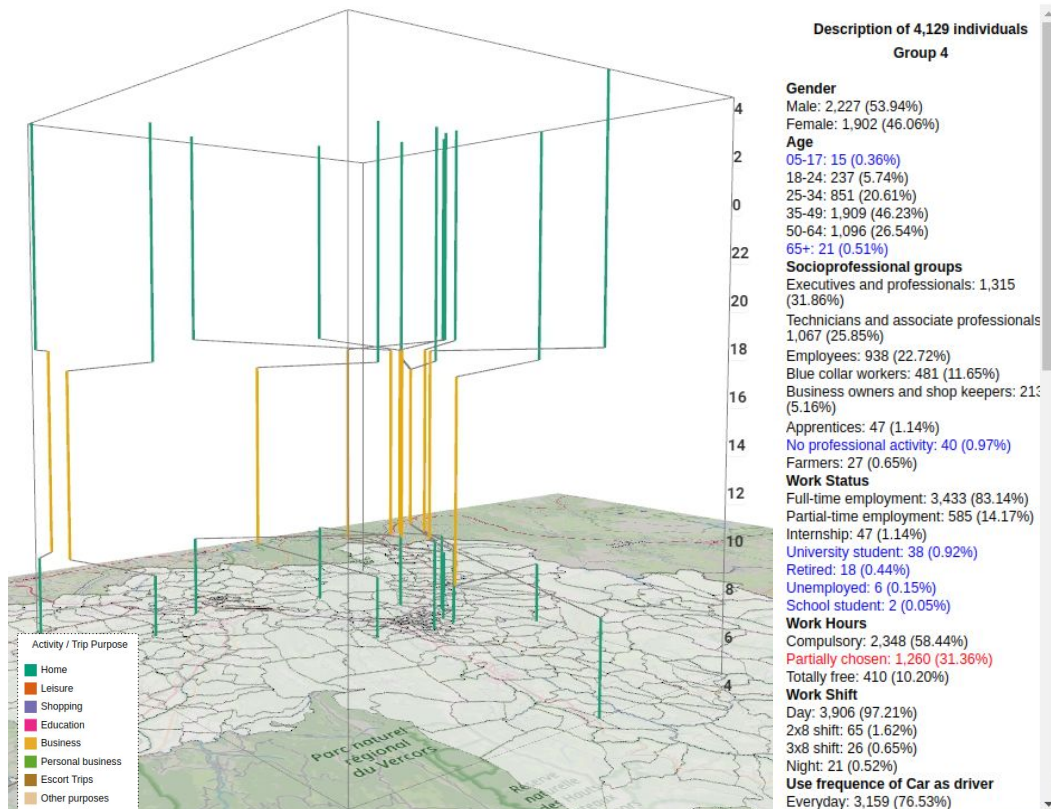 Description of 4,129 individuals
Group 4
Gender
Male: 2,227 (53.94%)
Female: 1,902 (46.06%)
Age
05-17: 15 (0.36%)
18-24: 237 (5.74%)
25-34: 851 (20.61%)
35-49: 1,909 (46.23%)
50-64: 1,096 (26.54%)
65+: 21 (0.51%)
Socioprofessional groups
Executives and professionals: 1,315
(31.86%)
Technicians and associate professionals
1,067 (25.85%)
Employees: 938 (22.72%)
Blue collar workers: 481 (11.65%)
Business owners and shop keepers: 213
(5.16%)
Apprentices: 47 (1.14%)
No professional activity: 40 (0.97%)
Farmers: 27 (0.65%)
Work Status
Full-time employment: 3,433 (83.14%)
Partial-time employment: 585 (14.17%)
Internship: 47 (1.14%)
University student: 38 (0.92%)
Retired: 18 (0.44%)
Unemployed: 6 (0.15%)
School student: 2 (0.05%)
Work Hours
Compulsory: 2,348 (58.44%)
Partially chosen: 1,260 (31.36%)
Totally free: 410 (10.20%)
Work Shift
Day: 3,906 (97.21%)
2x8 shift: 65 (1.62%)
3x8 shift: 26 (0.65%)
Night: 21 (0.52%)
Use frequency of Car as driver
Everyday: 3,159 (76.53%)
4
2
0
22
20
18
16
14
12
10
8
6
4
Activity / Trip Purpose
Home
Leisure
Shopping
Education
Business
Personal business
Escort Trips
Other purposes
Parc naturel
régional
du Vercors